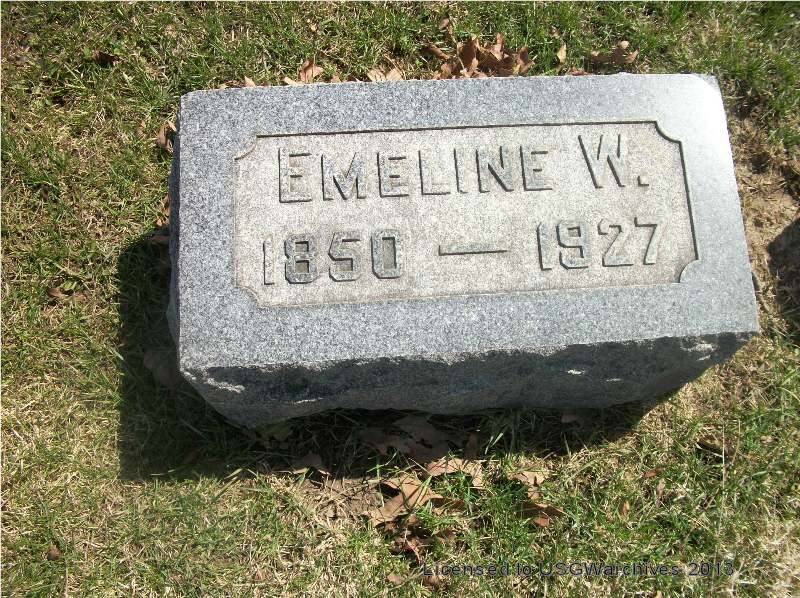 EMELINE W.
1850 — 1927
Licensed to USGWarchives 2013